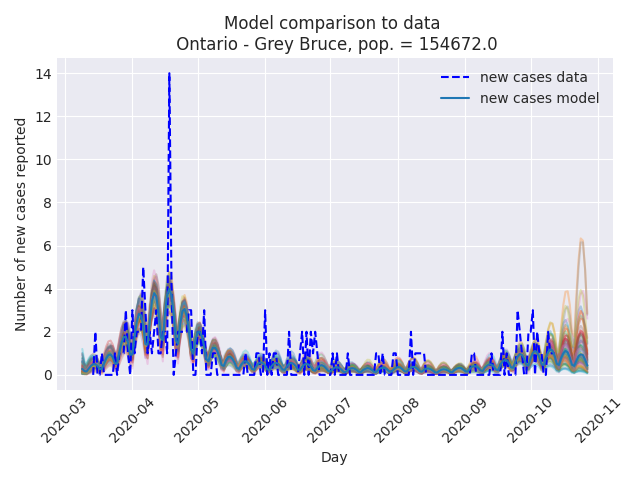 Model comparison to data
Ontario - Grey Bruce, pop. = 154672.0
new cases data
new cases model
Number of new cases reported
14
12
10
8
6
4
2
0
2020-03
2020-04
2020-05
2020-06
2020-07
2020-08
2020-09
2020-10
2020-11
Day